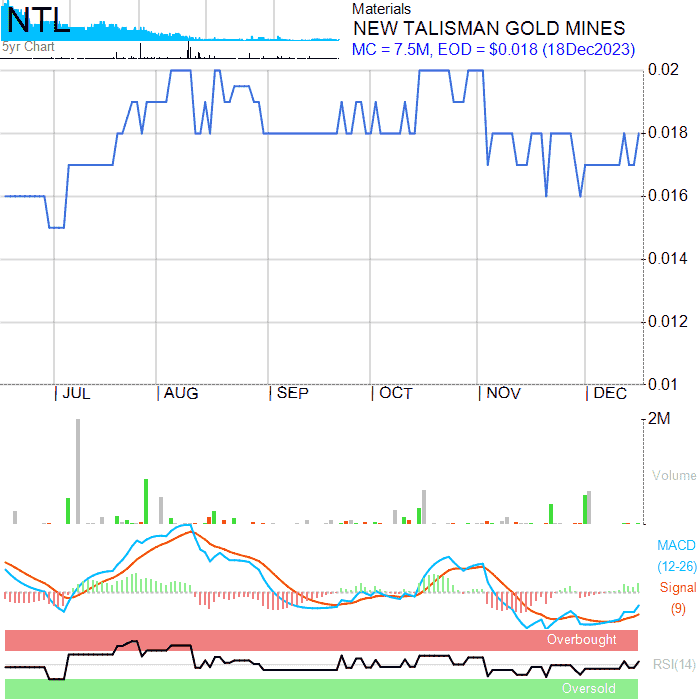 NTL
5yr Chart
Materials
NEW TALISMAN GOLD MINES
MC = 7.5M, EOD = $0.018 (18Dec2023)
0.02
0.018
0.016
0.014
0.012
0.01
JUL AUG SEP OCT NOV DEC
2M
Volume
MACD
(12-26)
Signal
(9)
Overbought
RSI(14)
Oversold